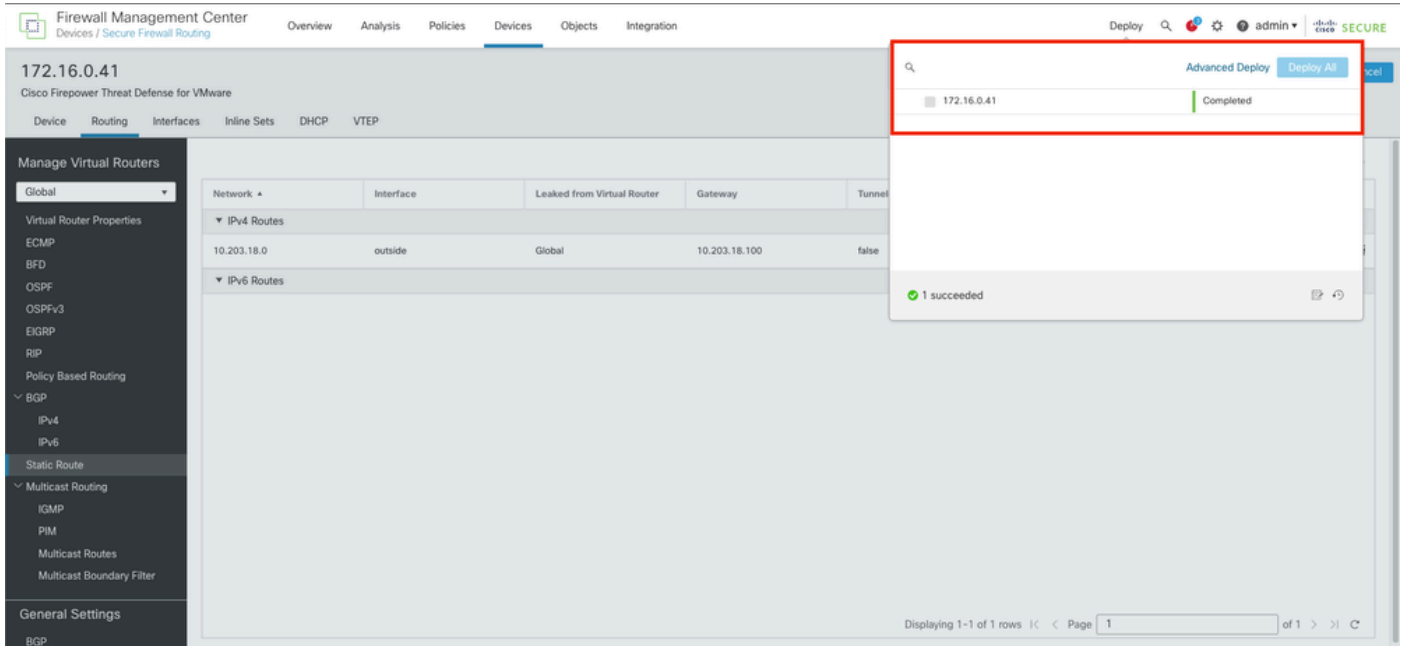 Firewall Management Center
Devices / Secure Firewall Routing
Overview Analysis Policies Devices Objects Integration
Deploy admin cisco SECURE
172.16.0.41
Cisco Firepower Threat Defense for VMware
Device Routing Interfaces Inline Sets DHCP VTEP
Advanced Deploy Deploy All
172.16.0.41 Completed
1 succeeded
Manage Virtual Routers
Global
Virtual Router Properties
ECMP
BFD
OSPF
OSPFv3
EIGRP
RIP
Policy Based Routing
BGP
IPv4
IPv6
Static Route
Multicast Routing
IGMP
PIM
Multicast Routes
Multicast Boundary Filter
General Settings
BGP
Network Interface Leaked from Virtual Router Gateway Tunnel
IPv4 Routes
10.203.18.0 outside Global 10.203.18.100 false
IPv6 Routes
Displaying 1-1 of 1 rows Page 1 of 1